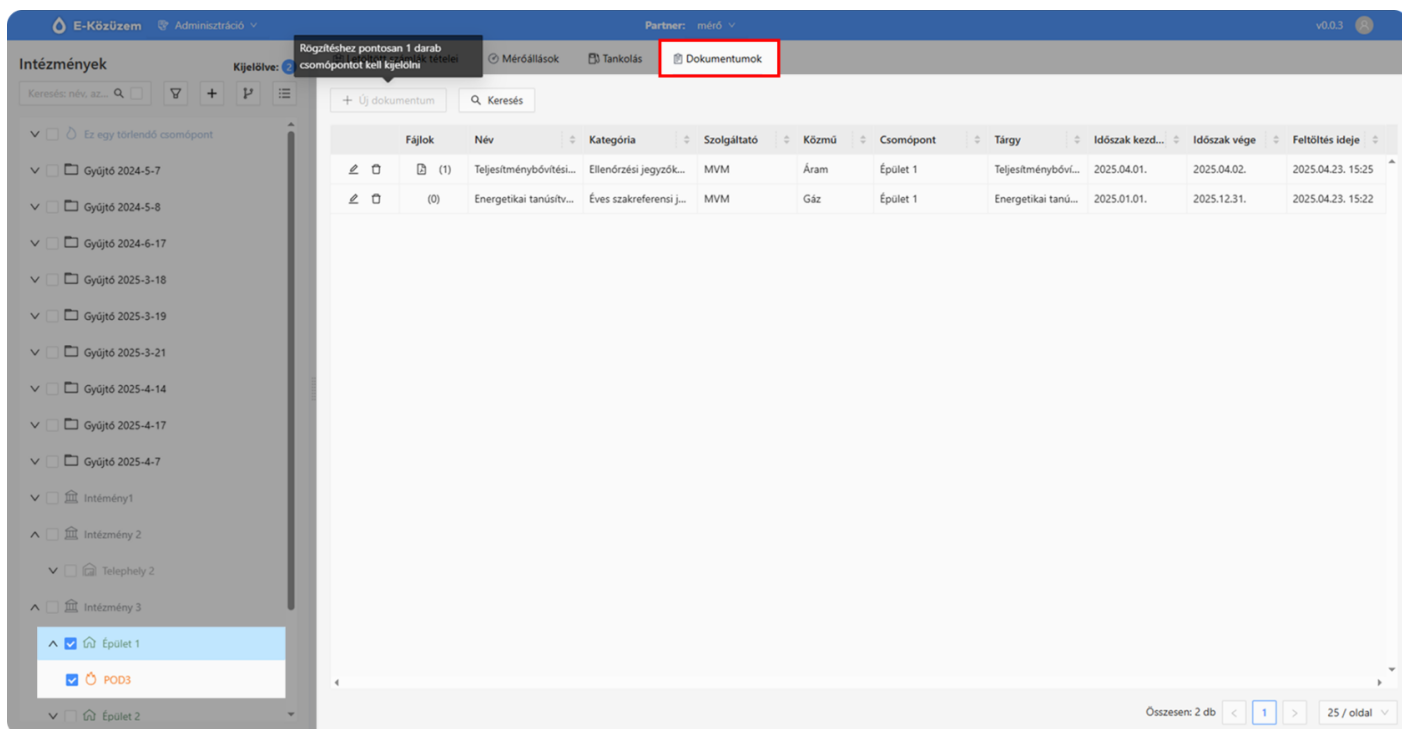 E-Közüzem Adminisztráció Partner: mérő v0.0.3
Rögzítéshez pontosan 1 darab
csomópontot kell kijelölni
Intézmények Kijelölve: 2
számlák tételei Mérőállások Tankolás Dokumentumok
Keresés: név, az...
Új dokumentum Keresés
Fájlok Név Kategória Szolgáltató Közmű Csomópont Tárgy Időszak kezd... Időszak vége Feltöltés ideje
(1) Teljesítménybővítési... Ellenőrzési jegyzők... MVM Áram Épület 1 Teljesítménybőví... 2025.04.01. 2025.04.02. 2025.04.23. 15:25
(0) Energetikai tanúsítv... Éves szakreferensi j... MVM Gáz Épület 1 Energetikai tanú... 2025.01.01. 2025.12.31. 2025.04.23. 15:22
Ez egy törlendő csomópont
Gyűjtő 2024-5-7
Gyűjtő 2024-5-8
Gyűjtő 2024-6-17
Gyűjtő 2025-3-18
Gyűjtő 2025-3-19
Gyűjtő 2025-3-21
Gyűjtő 2025-4-14
Gyűjtő 2025-4-17
Gyűjtő 2025-4-7
Intémény1
Intézmény 2
Telephely 2
Intézmény 3
Épület 1
POD3
Épület 2
Összesen: 2 db 1 25 / oldal